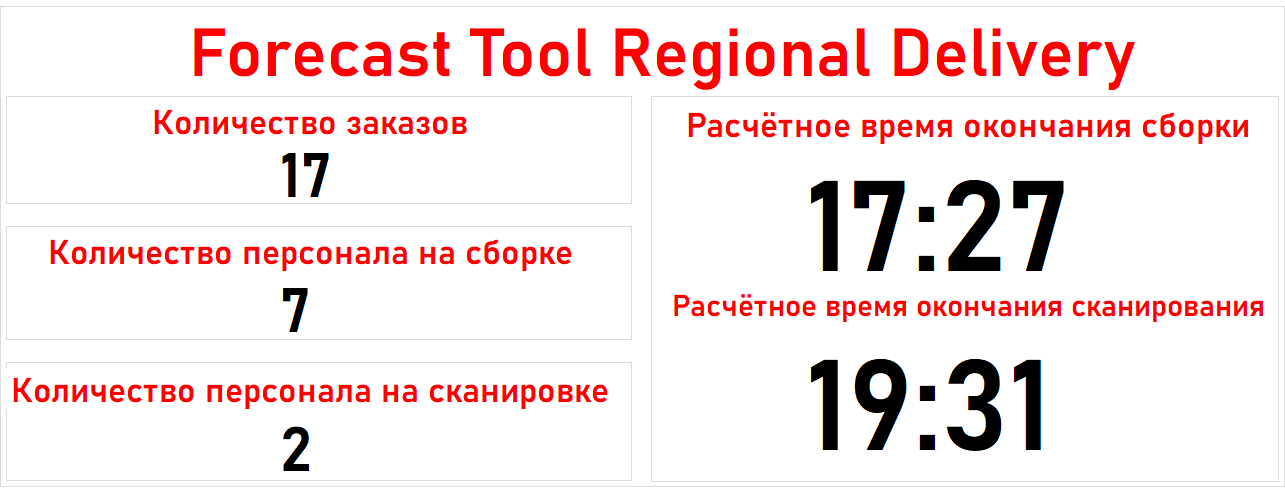 Forecast Tool Regional Delivery
Количество заказов
17
Количество персонала на сборке
7
Количество персонала на сканировке
2
Расчётное время окончания сборки
17:27
Расчётное время окончания сканирования
19:31